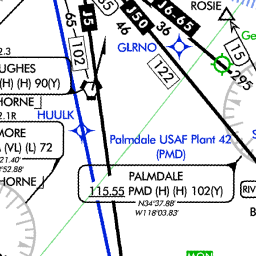 ROSIE
J50
J6.65
J5
65
102
46
36
GLRNO
122
15
295
2.3
UGHES
(H) (H) 90(Y)
HORNE
2.1R
HUULK
MORE
(VL) (L) 72
21.40'
52.88'
HORNE
Palmdale USAF Plant 42
(PMD)
PALMDALE
115.55 PMD (H) (H) 102(Y)
N34°37.88'
W118°03.83'
RIV